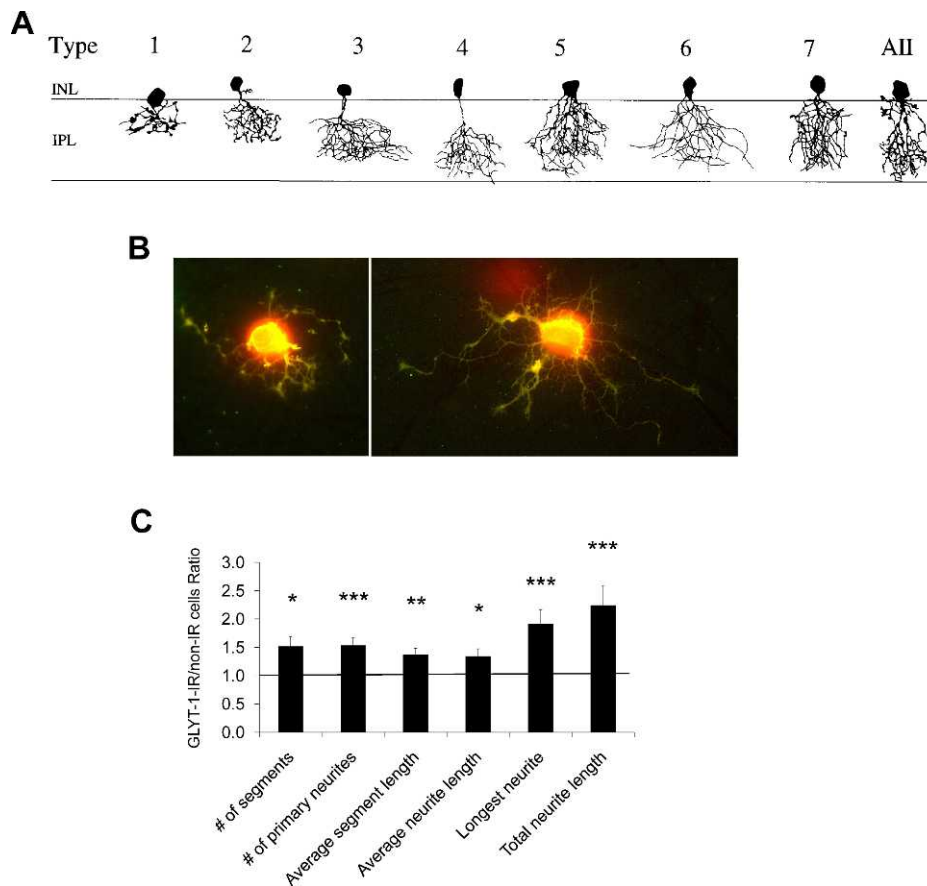 A
Type 1 2 3 4 5 6 7 AII
INL
IPL
B
C
GLYT-1-IR/non-IR cells Ratio
3.0
2.5
2.0
1.5
1.0
0.5
0.0
* *** ** * *** ***
# of segments
# of primary neurites
Average segment length
Average neurite length
Longest neurite
Total neurite length